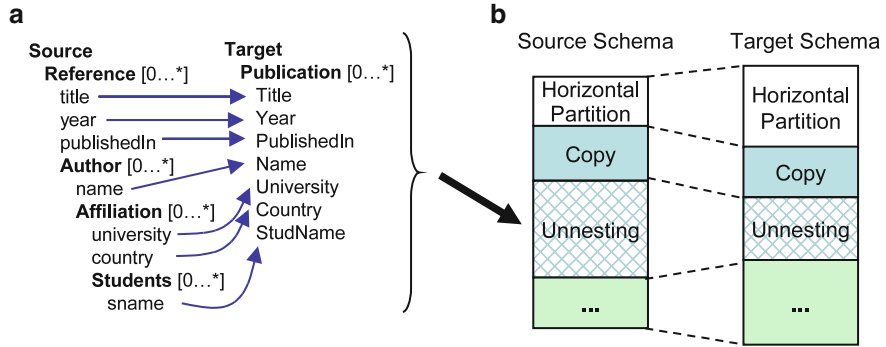 a
Source
Reference [0...*]
title
year
publishedIn
Author [0...*]
name
Affiliation [0...*]
university
country
Students [0...*]
sname
Target
Publication [0...*]
Title
Year
PublishedIn
Name
University
Country
StudName
b
Source Schema
Horizontal
Partition
Copy
Unnesting
...
Target Schema
Horizontal
Partition
Copy
Unnesting
...